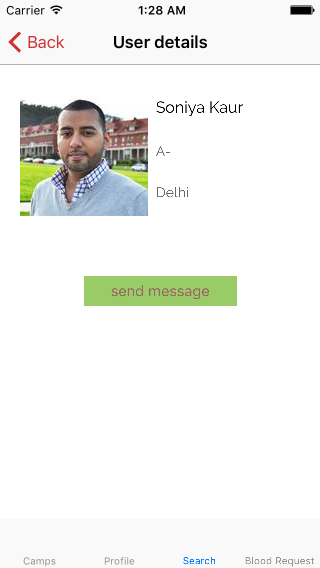 Carrier 1:28 AM
Back User details
Soniya Kaur
A-
Delhi
send message
Camps Profile Search Blood Request